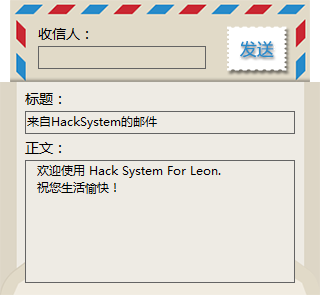 收信人：
发送
标题：
来自HackSystem的邮件
正文：
欢迎使用 Hack System For Leon.
祝您生活愉快！